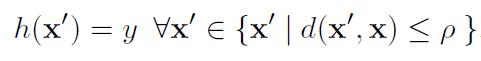 h(𝐱′) = y ∀𝐱′ ∈ {𝐱′ | d(𝐱′, 𝐱) ≤ ρ }